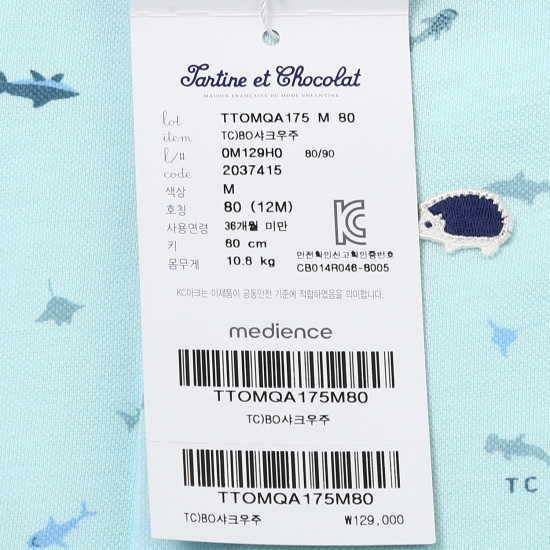 Tartine et Chocolat
MAISON FRANÇAISE DE MODE ENFANTINE
lot TTOMQA175 M 80
item TC)BO샤크우주
l/# 0M129H0 80/90
code 2037415
색상 M
호칭 80 (12M)
사용연령 36개월 미만
키 80 cm
몸무게 10.8 kg
안전확인신고확인증번호
CB014R046-8005
KC마크는 이제품이 공통안전 기준에 적합하였음을 의미합니다.
medience
TTOMQA175M80
TC)BO샤크우주
TTOMQA175M80
TC)BO샤크우주 ₩129,000
TC